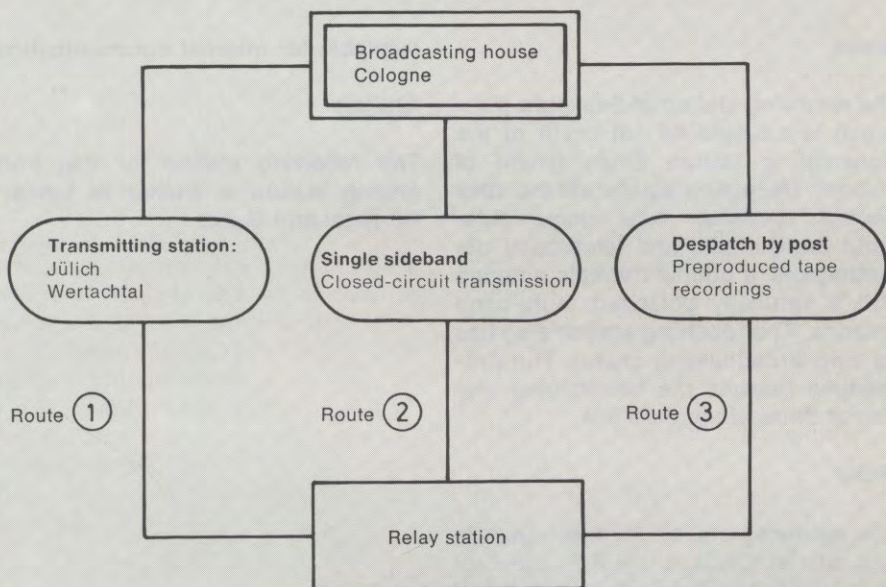 Broadcasting house
Cologne
Transmitting station:
Jülich
Wertachtal
Single sideband
Closed-circuit transmission
Despatch by post
Preproduced tape
recordings
Route 1
Route 2
Route 3
Relay station